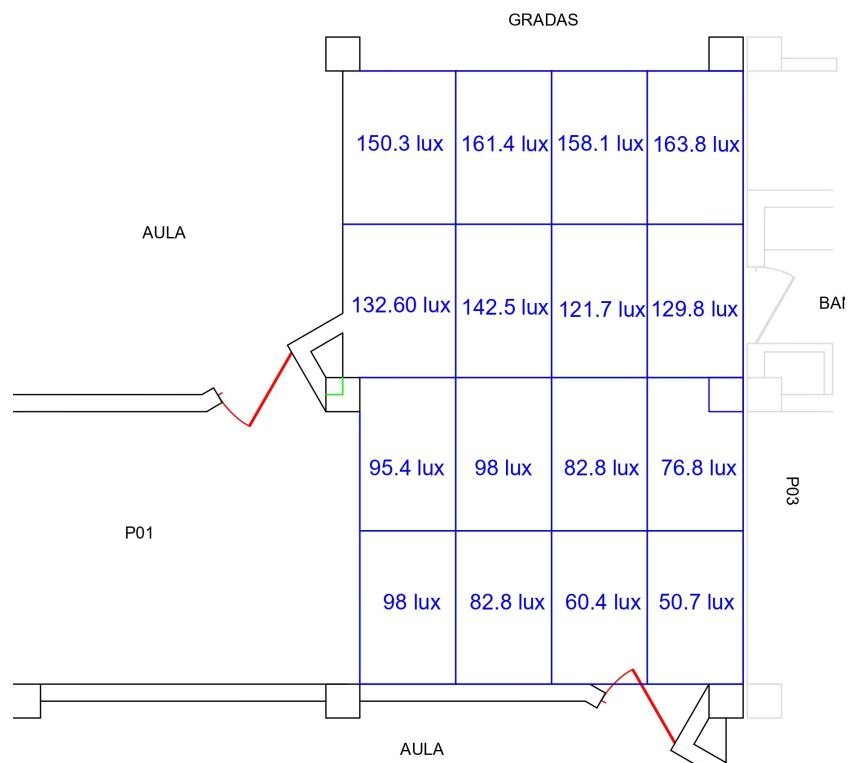 GRADAS
150.3 lux 161.4 lux 158.1 lux 163.8 lux
AULA
132.60 lux 142.5 lux 121.7 lux 129.8 lux
BAN
95.4 lux 98 lux 82.8 lux 76.8 lux
P03
P01
98 lux 82.8 lux 60.4 lux 50.7 lux
AULA